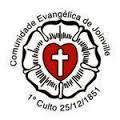 Comunidade Evangélica de Joinville
1º Culto 25/12/1851